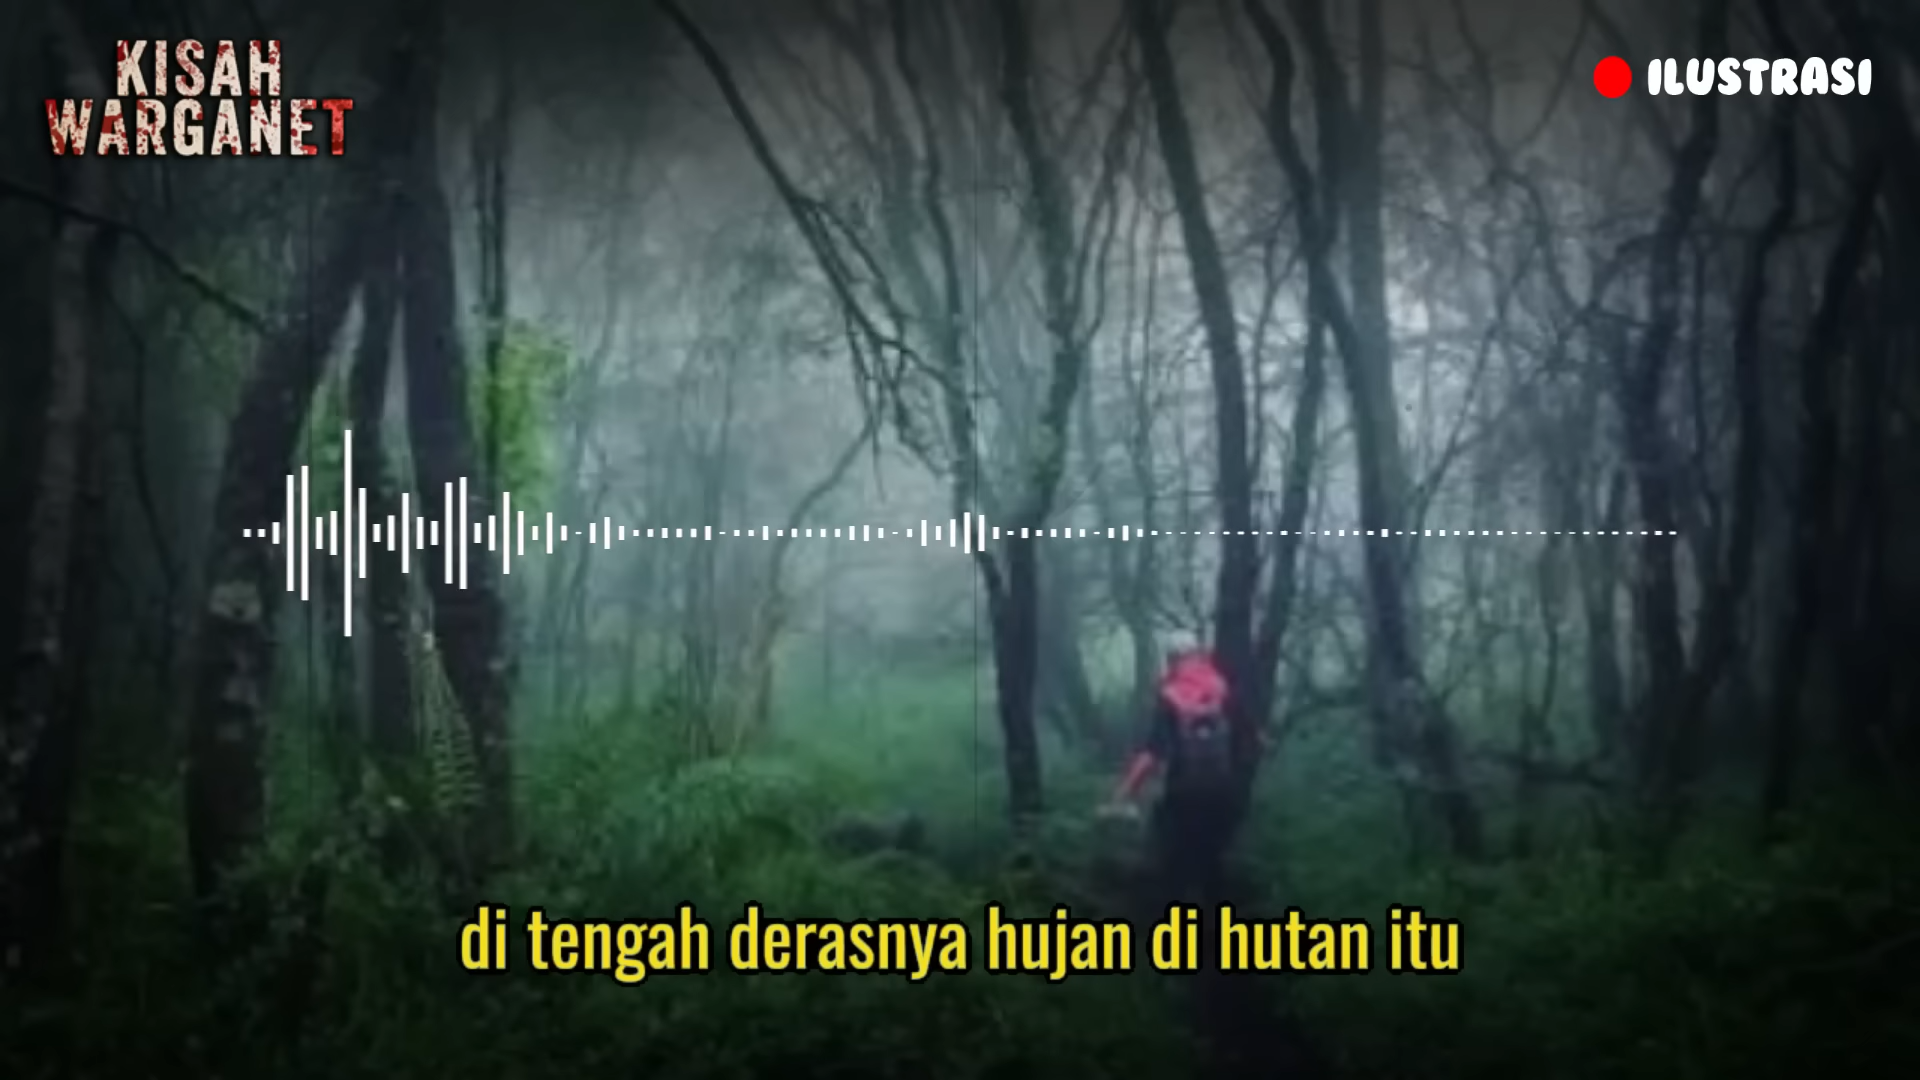 KISAH
WARGANET
ILUSTRASI
di tengah derasnya hujan di hutan itu